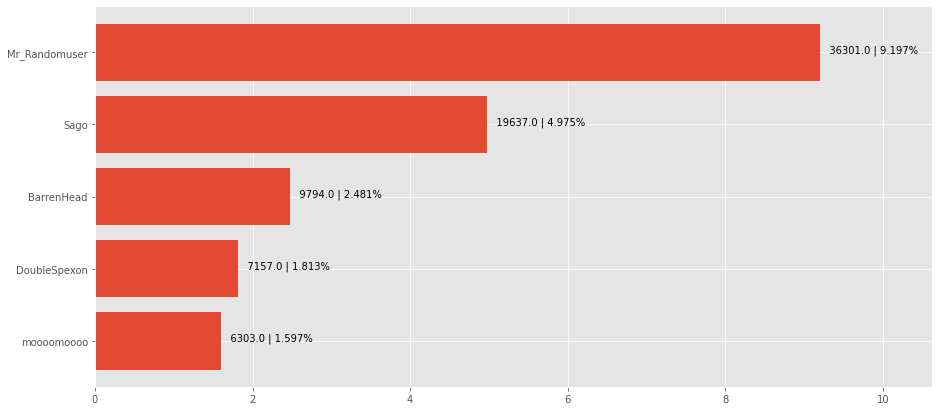 Mr_Randomuser 36301.0 | 9.197%
Sago 19637.0 | 4.975%
BarrenHead 9794.0 | 2.481%
DoubleSpexon 7157.0 | 1.813%
moooomoooo 6303.0 | 1.597%
0 2 4 6 8 10